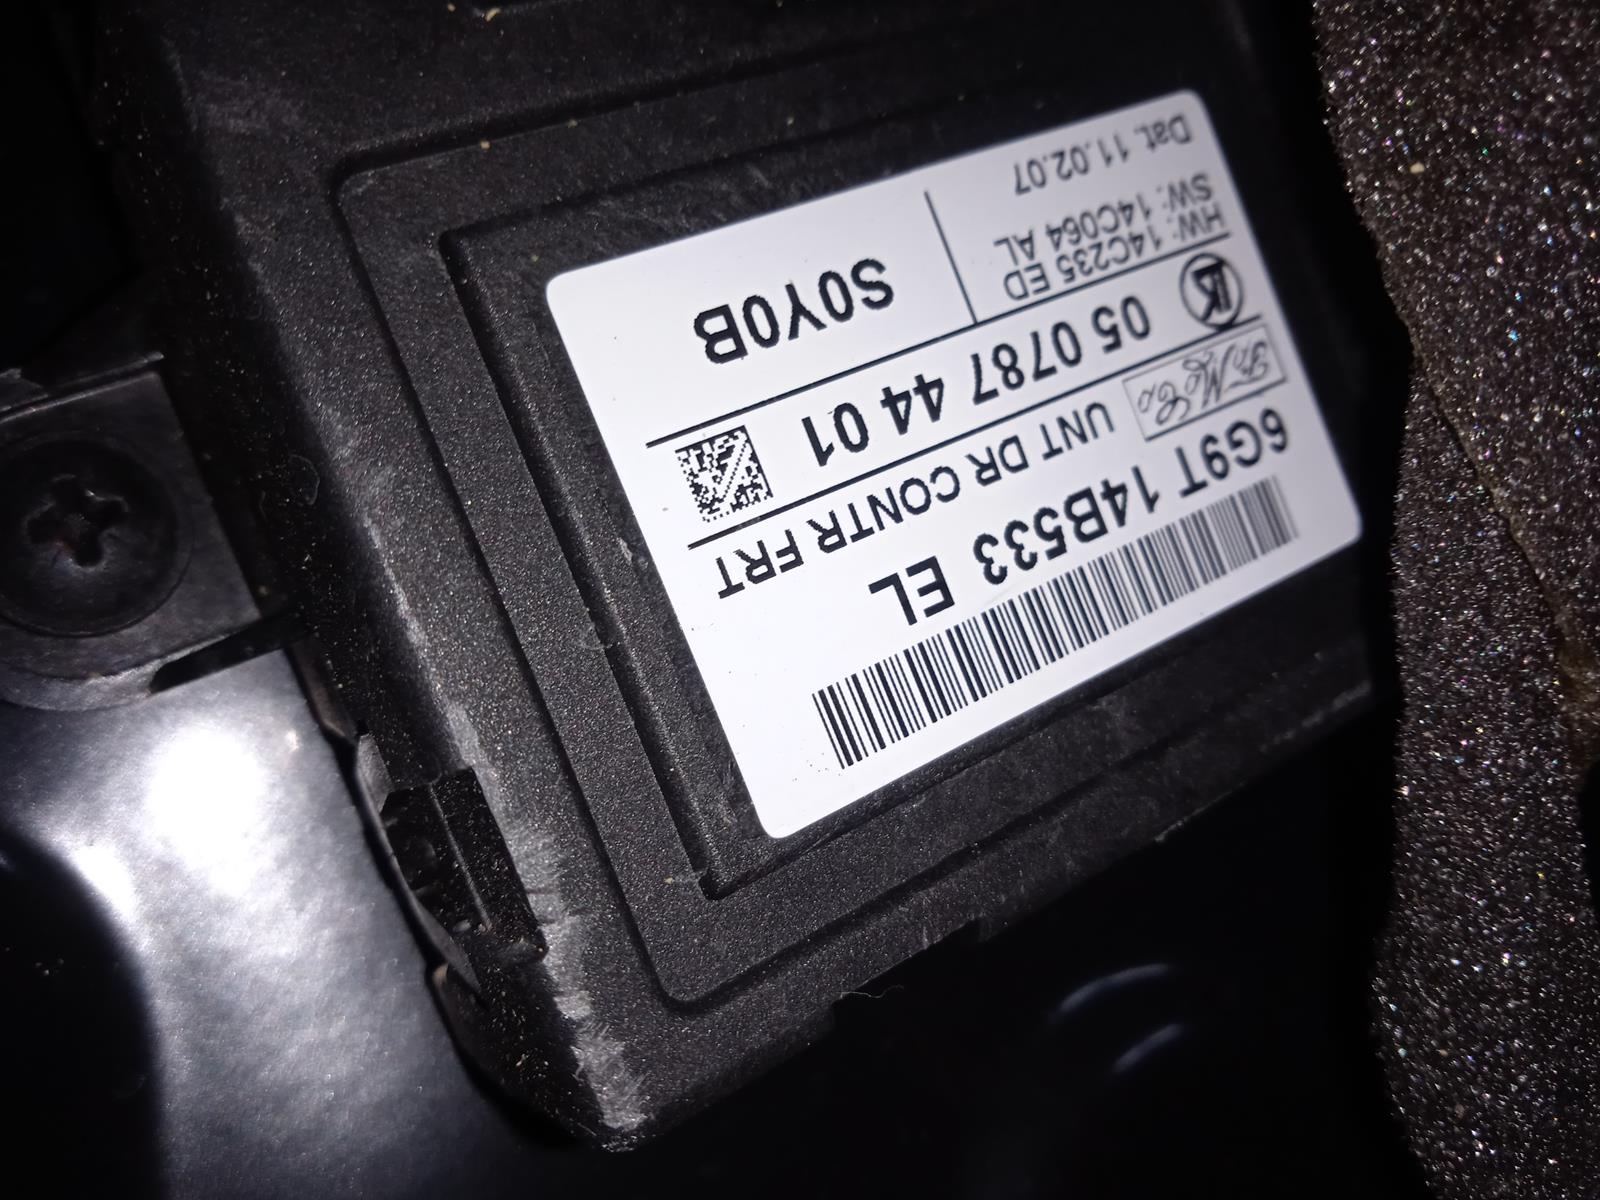 6G9T 14B533 EL
FoMoCo
UNT DR CONTR FRT
05 0787 44 01
HW: 14C235 ED
SW: 14C064 AL
Dat. 11.02.07
S0Y0B